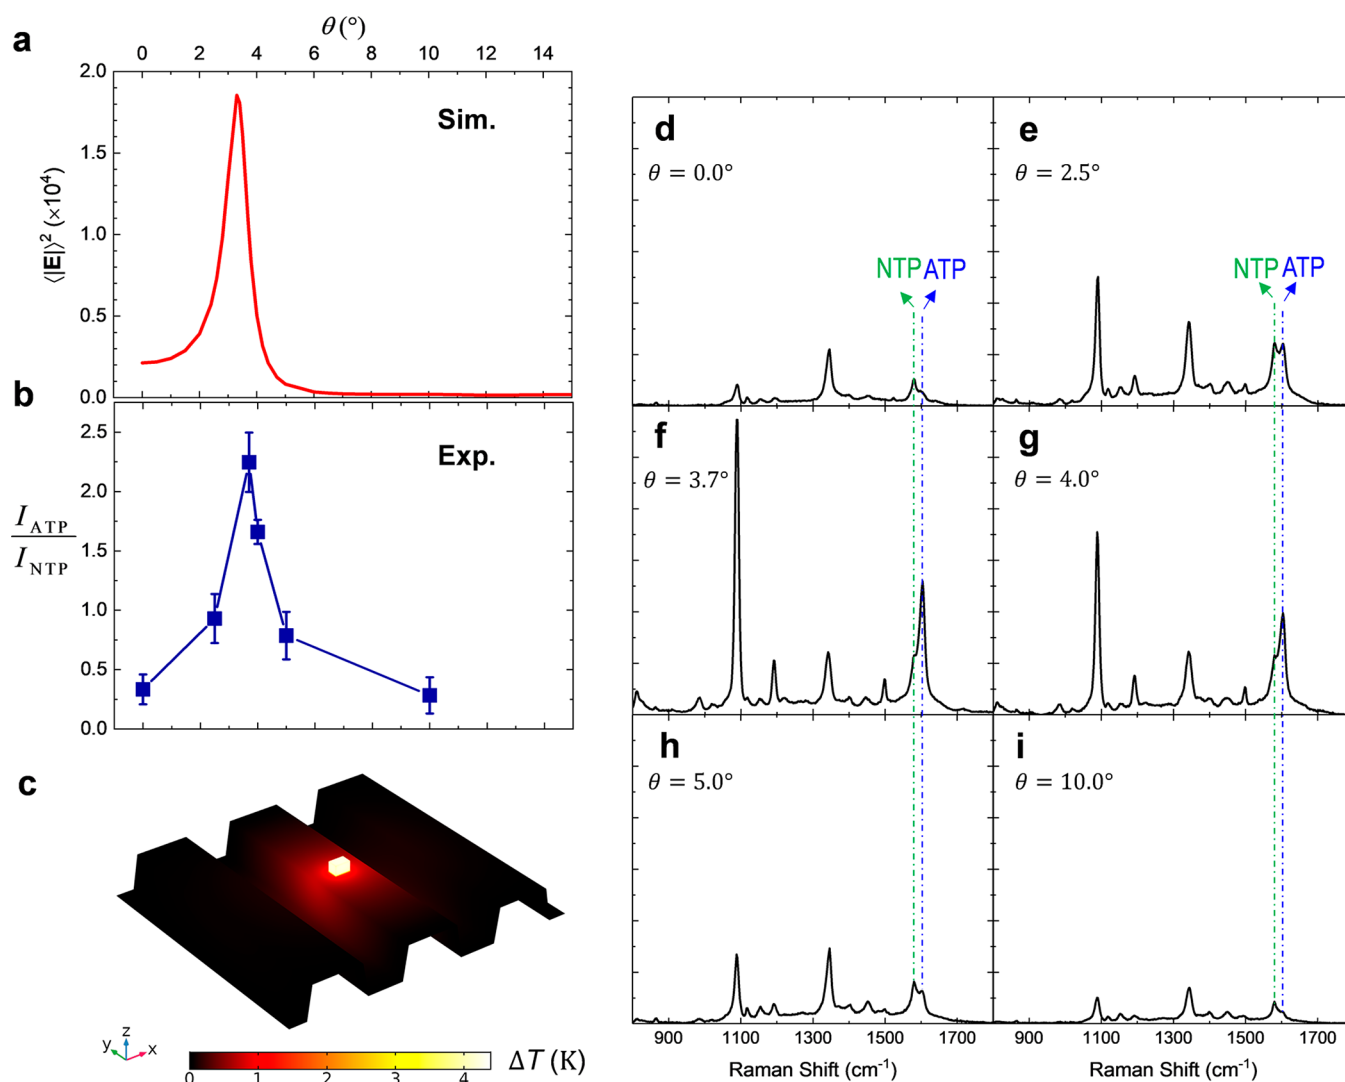 a
θ (°)
0 2 4 6 8 10 12 14
2.0
1.5
1.0
0.5
0.0
⟨|E|⟩² (×10⁴)
Sim.
b
2.5
2.0
1.5
1.0
0.5
0.0
I_ATP
I_NTP
Exp.
c
z
y
x
0 1 2 3 4
ΔT (K)
d
θ = 0.0°
NTP ATP
e
θ = 2.5°
NTP ATP
f
θ = 3.7°
g
θ = 4.0°
h
θ = 5.0°
i
θ = 10.0°
900 1100 1300 1500 1700
900 1100 1300 1500 1700
Raman Shift (cm⁻¹)
Raman Shift (cm⁻¹)